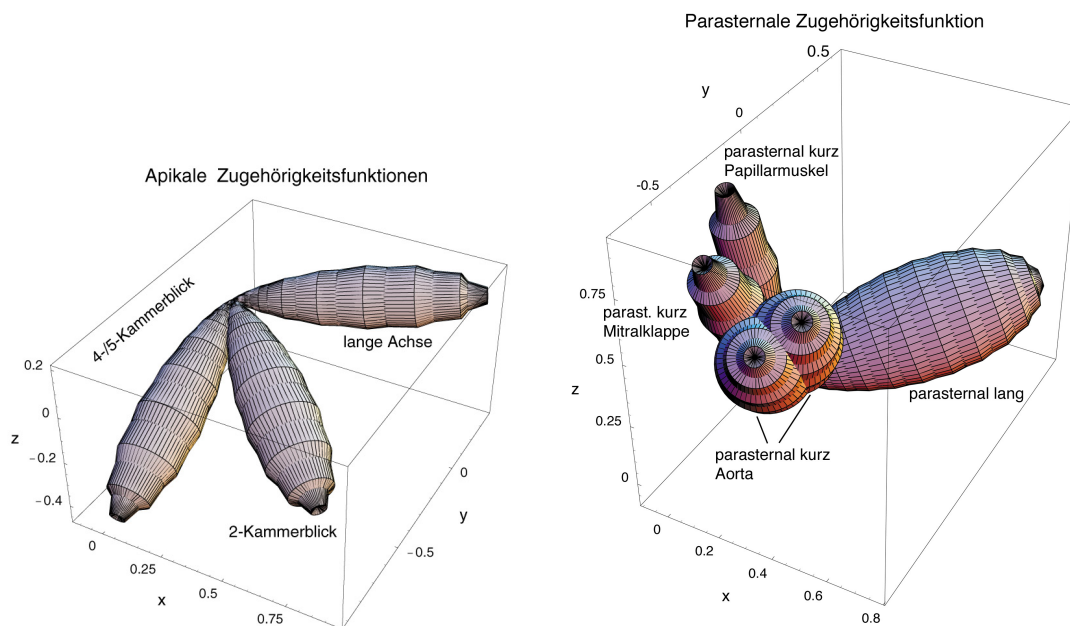 Apikale Zugehörigkeitsfunktionen
4-/5-Kammerblick
lange Achse
2-Kammerblick
0.2
0
-0.2
-0.4
z
0
0.25
0.5
0.75
x
0
-0.5
y
Parasternale Zugehörigkeitsfunktion
0.5
0
-0.5
y
parasternal kurz
Papillarmuskel
parast. kurz
Mitralklappe
parasternal lang
parasternal kurz
Aorta
0.75
0.5
0.25
0
z
0
0.2
0.4
0.6
0.8
x